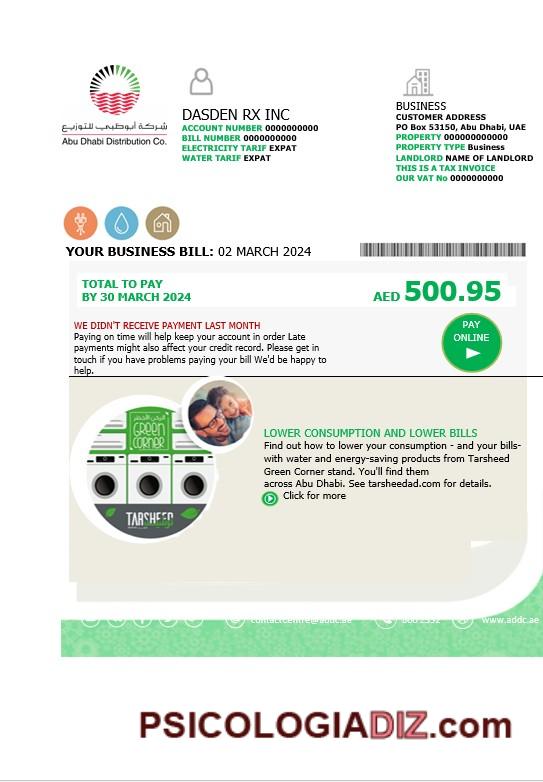 شركة أبوظبي للتوزيع
Abu Dhabi Distribution Co.
DASDEN RX INC
ACCOUNT NUMBER 0000000000
BILL NUMBER 0000000000
ELECTRICITY TARIF EXPAT
WATER TARIF EXPAT
BUSINESS
CUSTOMER ADDRESS
PO Box 53150, Abu Dhabi, UAE
PROPERTY 000000000000
PROPERTY TYPE Business
LANDLORD NAME OF LANDLORD
THIS IS A TAX INVOICE
OUR VAT No 0000000000
YOUR BUSINESS BILL: 02 MARCH 2024
TOTAL TO PAY
BY 30 MARCH 2024
AED 500.95
WE DIDN'T RECEIVE PAYMENT LAST MONTH
Paying on time will help keep your account in order Late
payments might also affect your credit record. Please get in
touch if you have problems paying your bill We'd be happy to
help.
PAY
ONLINE
الركن الأخضر
GREEN
CORNER
TARSHEED
LOWER CONSUMPTION AND LOWER BILLS
Find out how to lower your consumption - and your bills-
with water and energy-saving products from Tarsheed
Green Corner stand. You'll find them
across Abu Dhabi. See tarsheedad.com for details.
Click for more
contactcentre@addc.ae
800 2332
www.addc.ae
PSICOLOGIADIZ.com